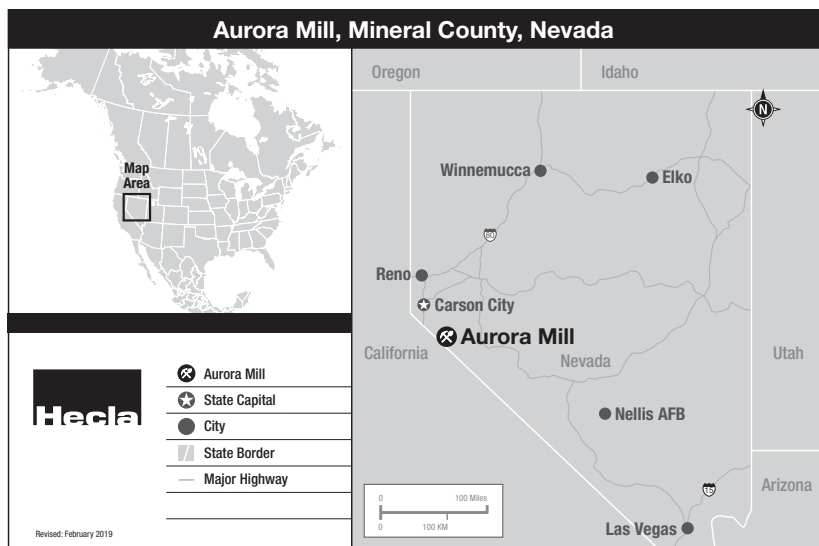 Aurora Mill, Mineral County, Nevada
Map
Area
Hecla
Aurora Mill
State Capital
City
State Border
Major Highway
Revised: February 2019
Oregon
Idaho
N
Winnemucca
Elko
80
Reno
Carson City
Aurora Mill
California
Nevada
Utah
Nellis AFB
Arizona
15
Las Vegas
0 100 Miles
0 100 KM